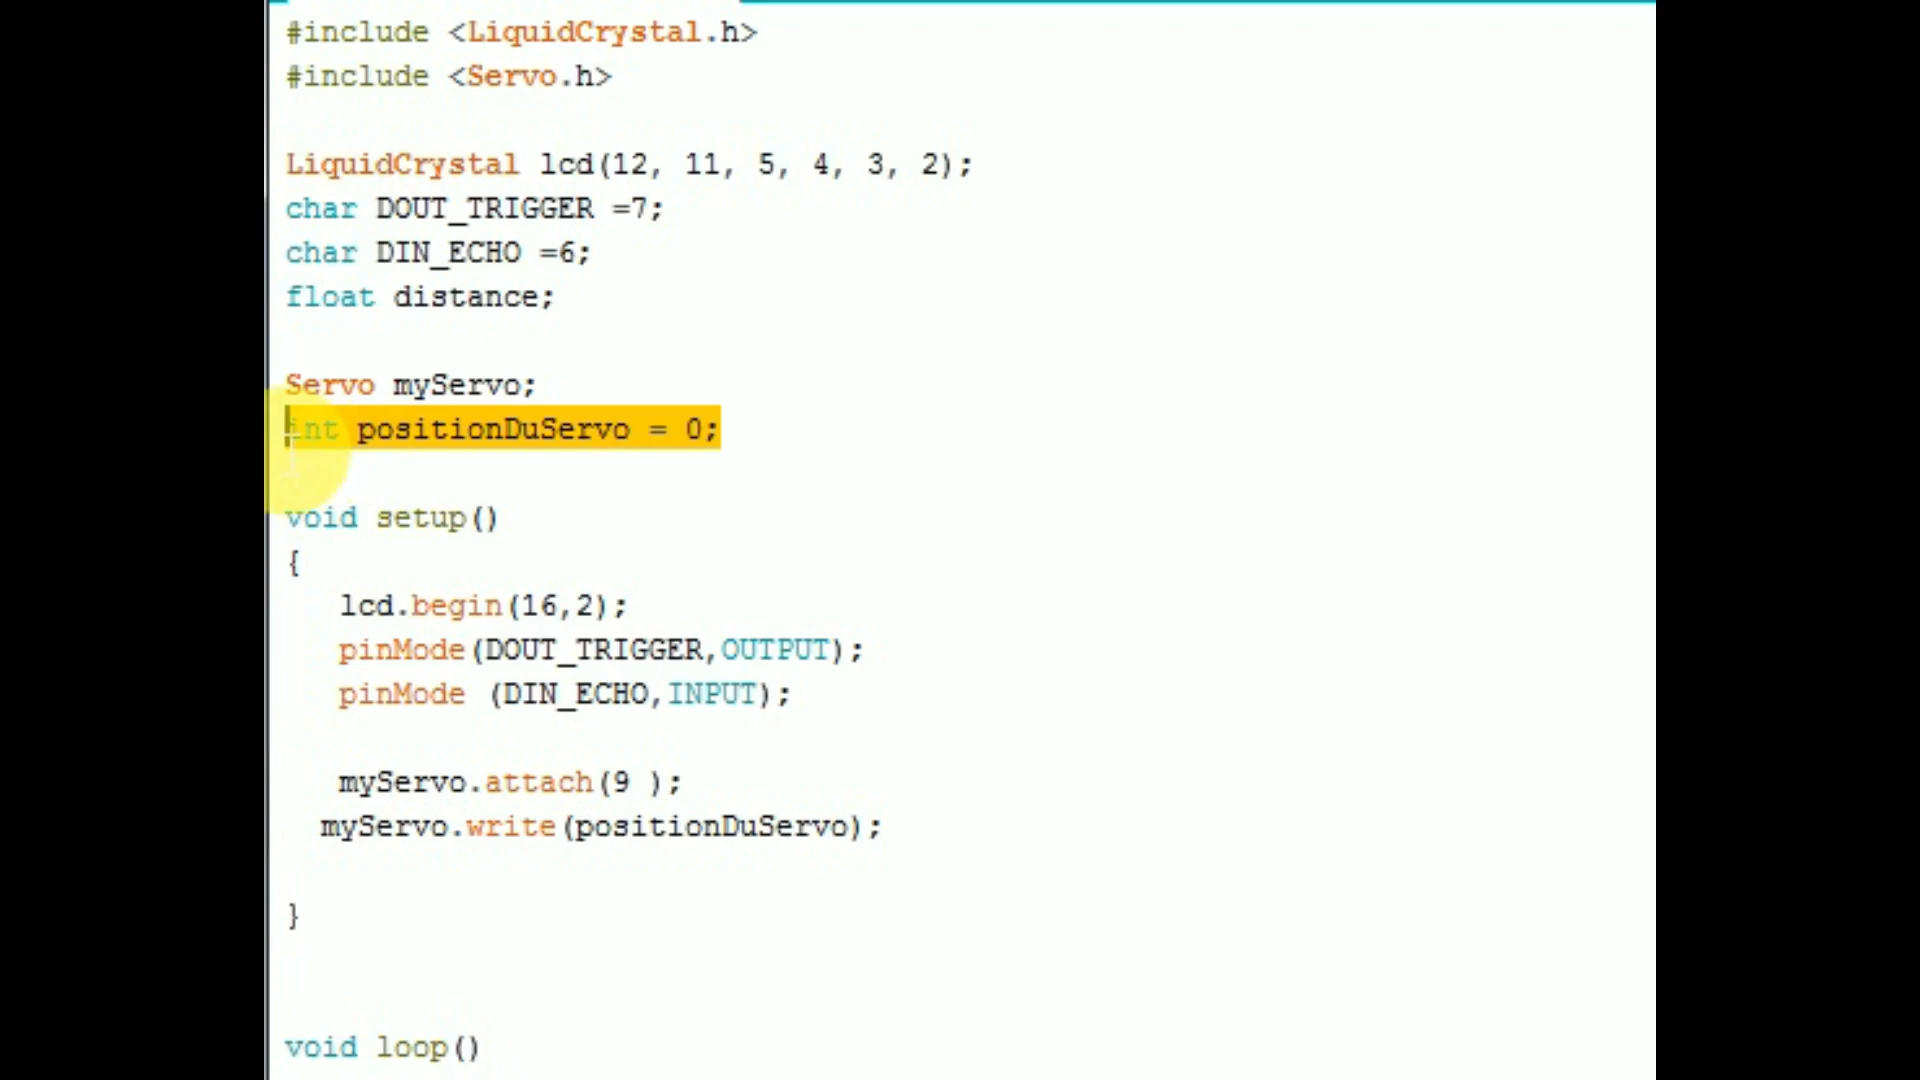 #include <LiquidCrystal.h>
#include <Servo.h>
LiquidCrystal lcd(12, 11, 5, 4, 3, 2);
char DOUT_TRIGGER =7;
char DIN_ECHO =6;
float distance;
Servo myServo;
int positionDuServo = 0;
void setup()
{
lcd.begin(16,2);
pinMode(DOUT_TRIGGER,OUTPUT);
pinMode (DIN_ECHO,INPUT);
myServo.attach(9 );
myServo.write(positionDuServo);
}
void loop()